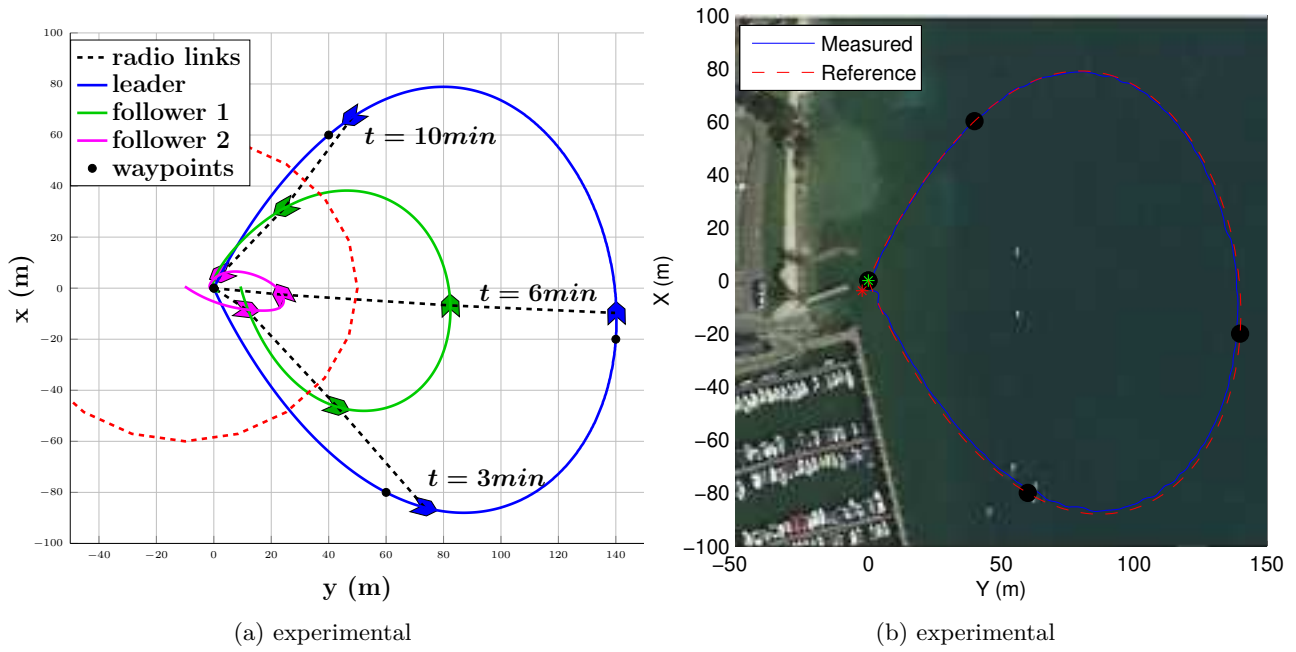 radio links
leader
follower 1
follower 2
waypoints
100
80
60
40
20
0
−20
−40
−60
−80
−100
−40
−20
0
20
40
60
80
100
120
140
x (m)
y (m)
t = 10min
t = 6min
t = 3min
(a) experimental
Measured
Reference
100
80
60
40
20
0
−20
−40
−60
−80
−100
−50
0
50
100
150
X (m)
Y (m)
(b) experimental